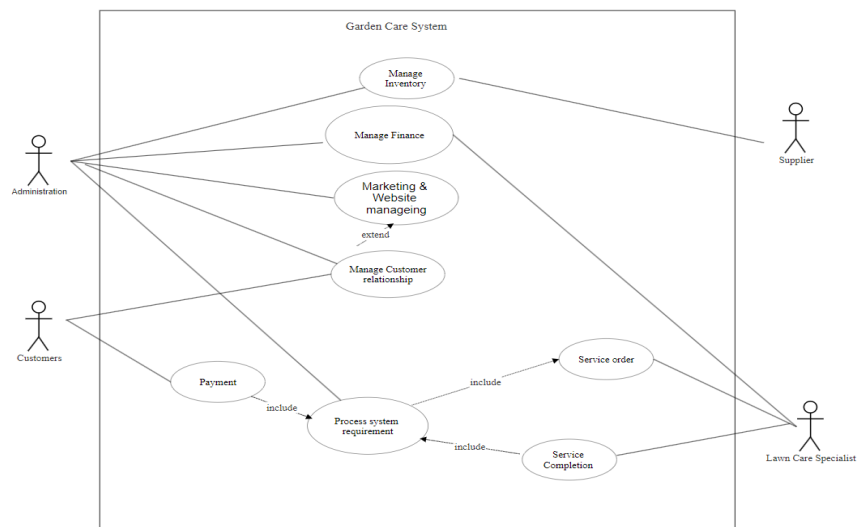 Garden Care System
Manage
Inventory
Manage Finance
Supplier
Administration
Marketing &
Website
manageing
extend
Manage Customer
relationship
Customers
Service order
Payment
include
include
Process system
requirement
include
Service
Completion
Lawn Care Specialist